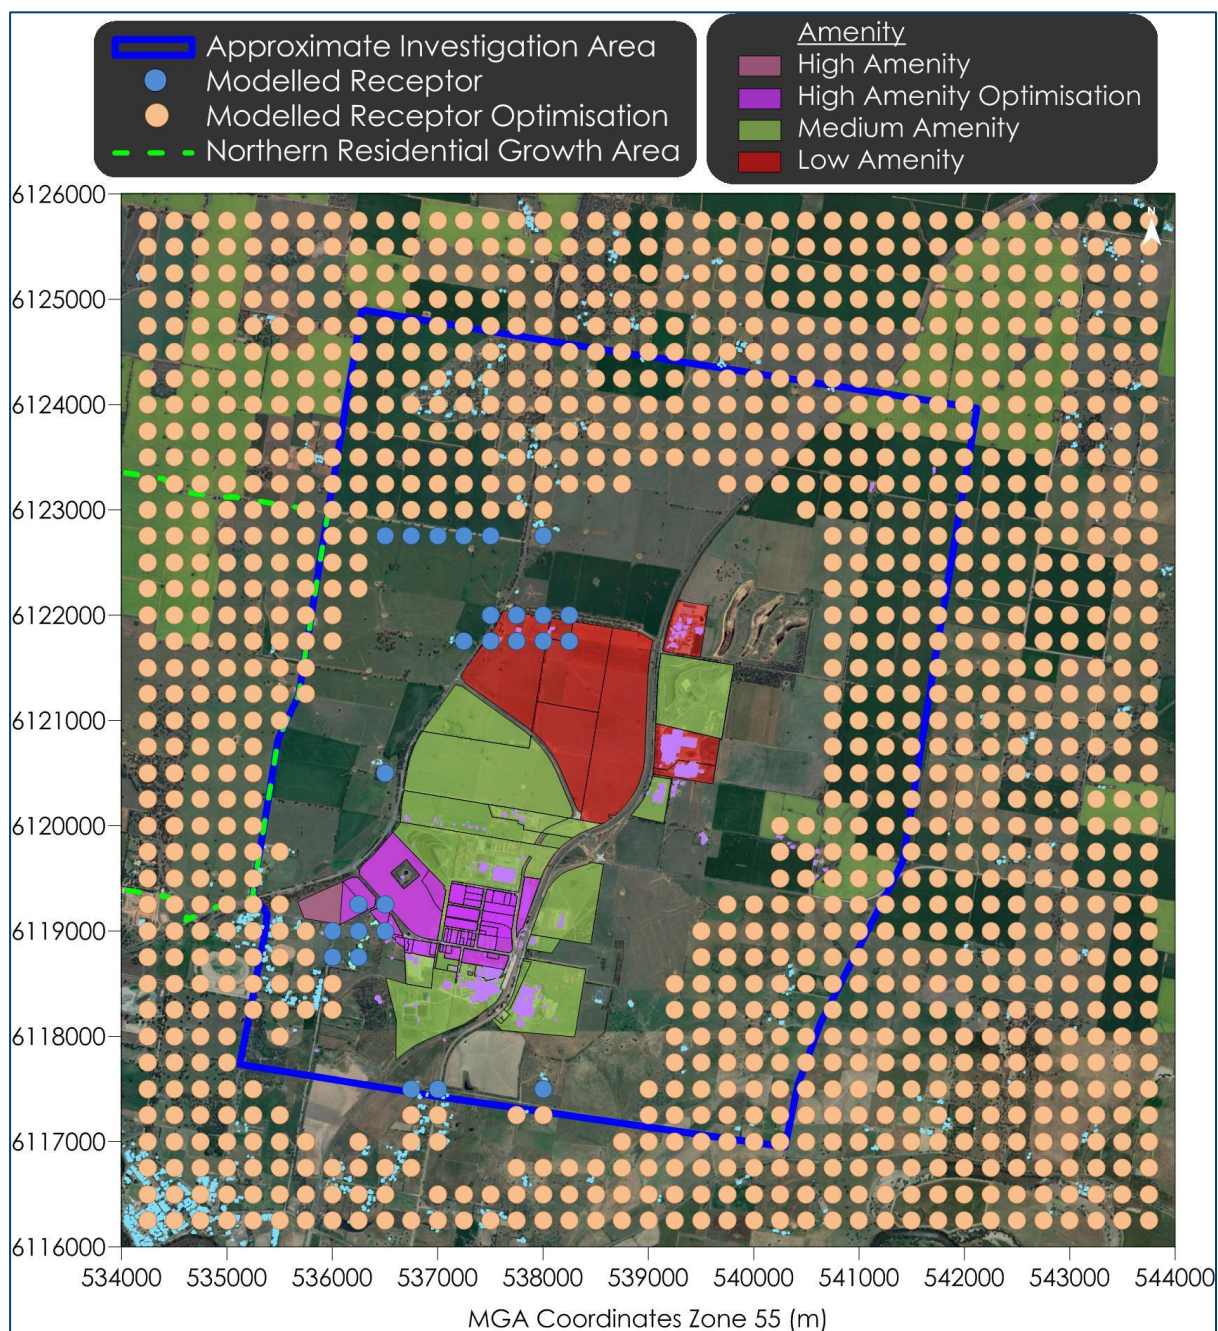 Approximate Investigation Area
Modelled Receptor
Modelled Receptor Optimisation
Northern Residential Growth Area
Amenity
High Amenity
High Amenity Optimisation
Medium Amenity
Low Amenity
N
6126000
6125000
6124000
6123000
6122000
6121000
6120000
6119000
6118000
6117000
6116000
534000 535000 536000 537000 538000 539000 540000 541000 542000 543000 544000
MGA Coordinates Zone 55 (m)